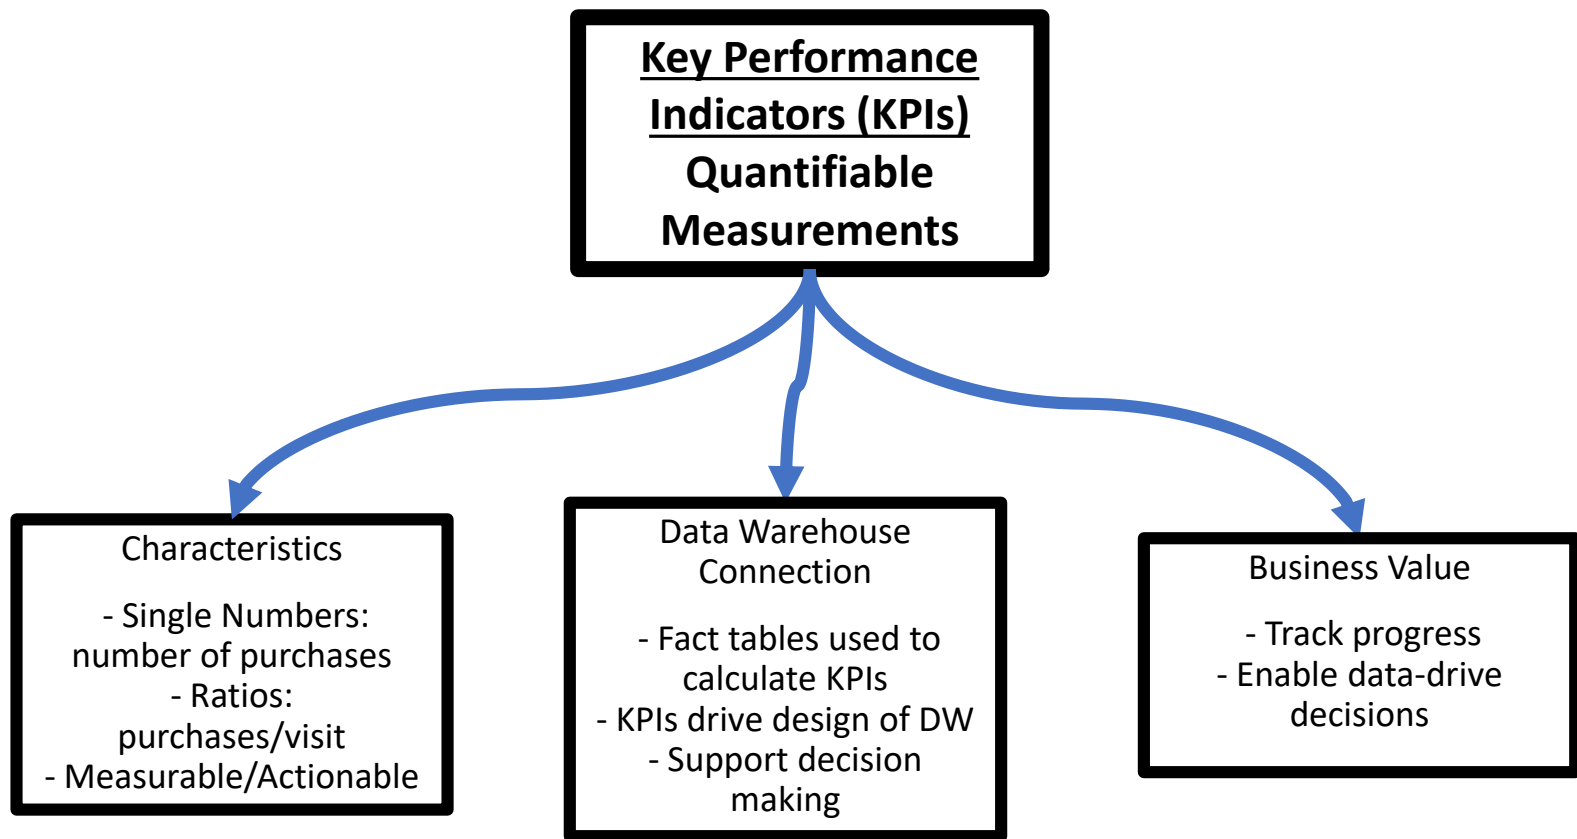 Key Performance
Indicators (KPIs)
Quantifiable
Measurements
Characteristics
- Single Numbers:
number of purchases
- Ratios:
purchases/visit
- Measurable/Actionable
Data Warehouse
Connection
- Fact tables used to
calculate KPIs
- KPIs drive design of DW
- Support decision
making
Business Value
- Track progress
- Enable data-drive
decisions